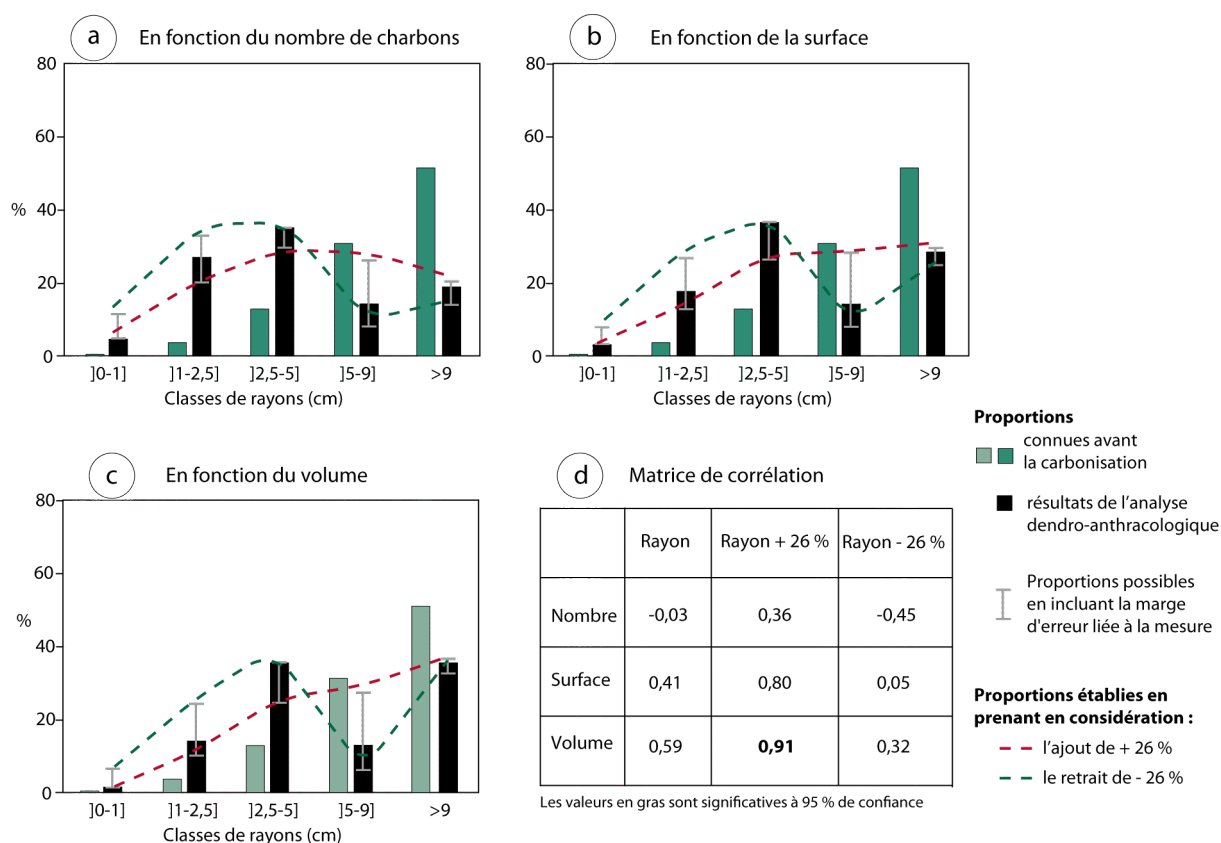 a En fonction du nombre de charbons
80
60
40
20
0
%
]0-1] ]1-2,5] ]2,5-5] ]5-9] >9
Classes de rayons (cm)
b En fonction de la surface
80
60
40
20
0
]0-1] ]1-2,5] ]2,5-5] ]5-9] >9
Classes de rayons (cm)
c En fonction du volume
80
60
40
20
0
%
]0-1] ]1-2,5] ]2,5-5] ]5-9] >9
Classes de rayons (cm)
d Matrice de corrélation
Rayon Rayon + 26 % Rayon - 26 %
Nombre -0,03 0,36 -0,45
Surface 0,41 0,80 0,05
Volume 0,59 0,91 0,32
Les valeurs en gras sont significatives à 95 % de confiance
Proportions
connues avant
la carbonisation
résultats de l'analyse
dendro-anthracologique
Proportions possibles
en incluant la marge
d'erreur liée à la mesure
Proportions établies en
prenant en considération :
l'ajout de + 26 %
le retrait de - 26 %